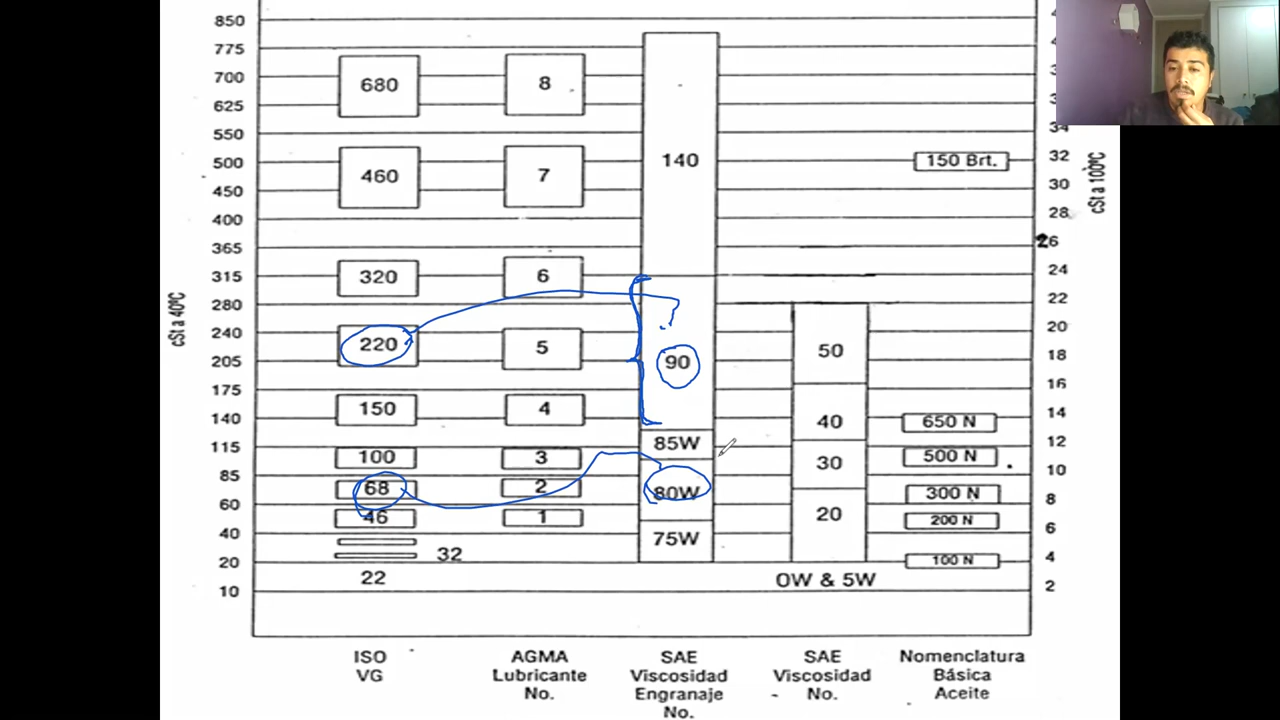 850
775
700
625
550
500
450
400
365
315
280
240
205
175
140
115
85
60
40
20
10
cSt a 40ºC
680
460
320
220
150
100
68
46
32
22
8
7
6
5
4
3
2
1
140
90
85W
80W
75W
50
40
30
20
0W & 5W
150 Brt.
650 N
500 N
300 N
200 N
100 N
34
32
30
28
26
24
22
20
18
16
14
12
10
8
6
4
2
cSt a 100ºC
ISO
VG
AGMA
Lubricante
No.
SAE
Viscosidad
Engranaje
No.
SAE
Viscosidad
No.
Nomenclatura
Básica
Aceite